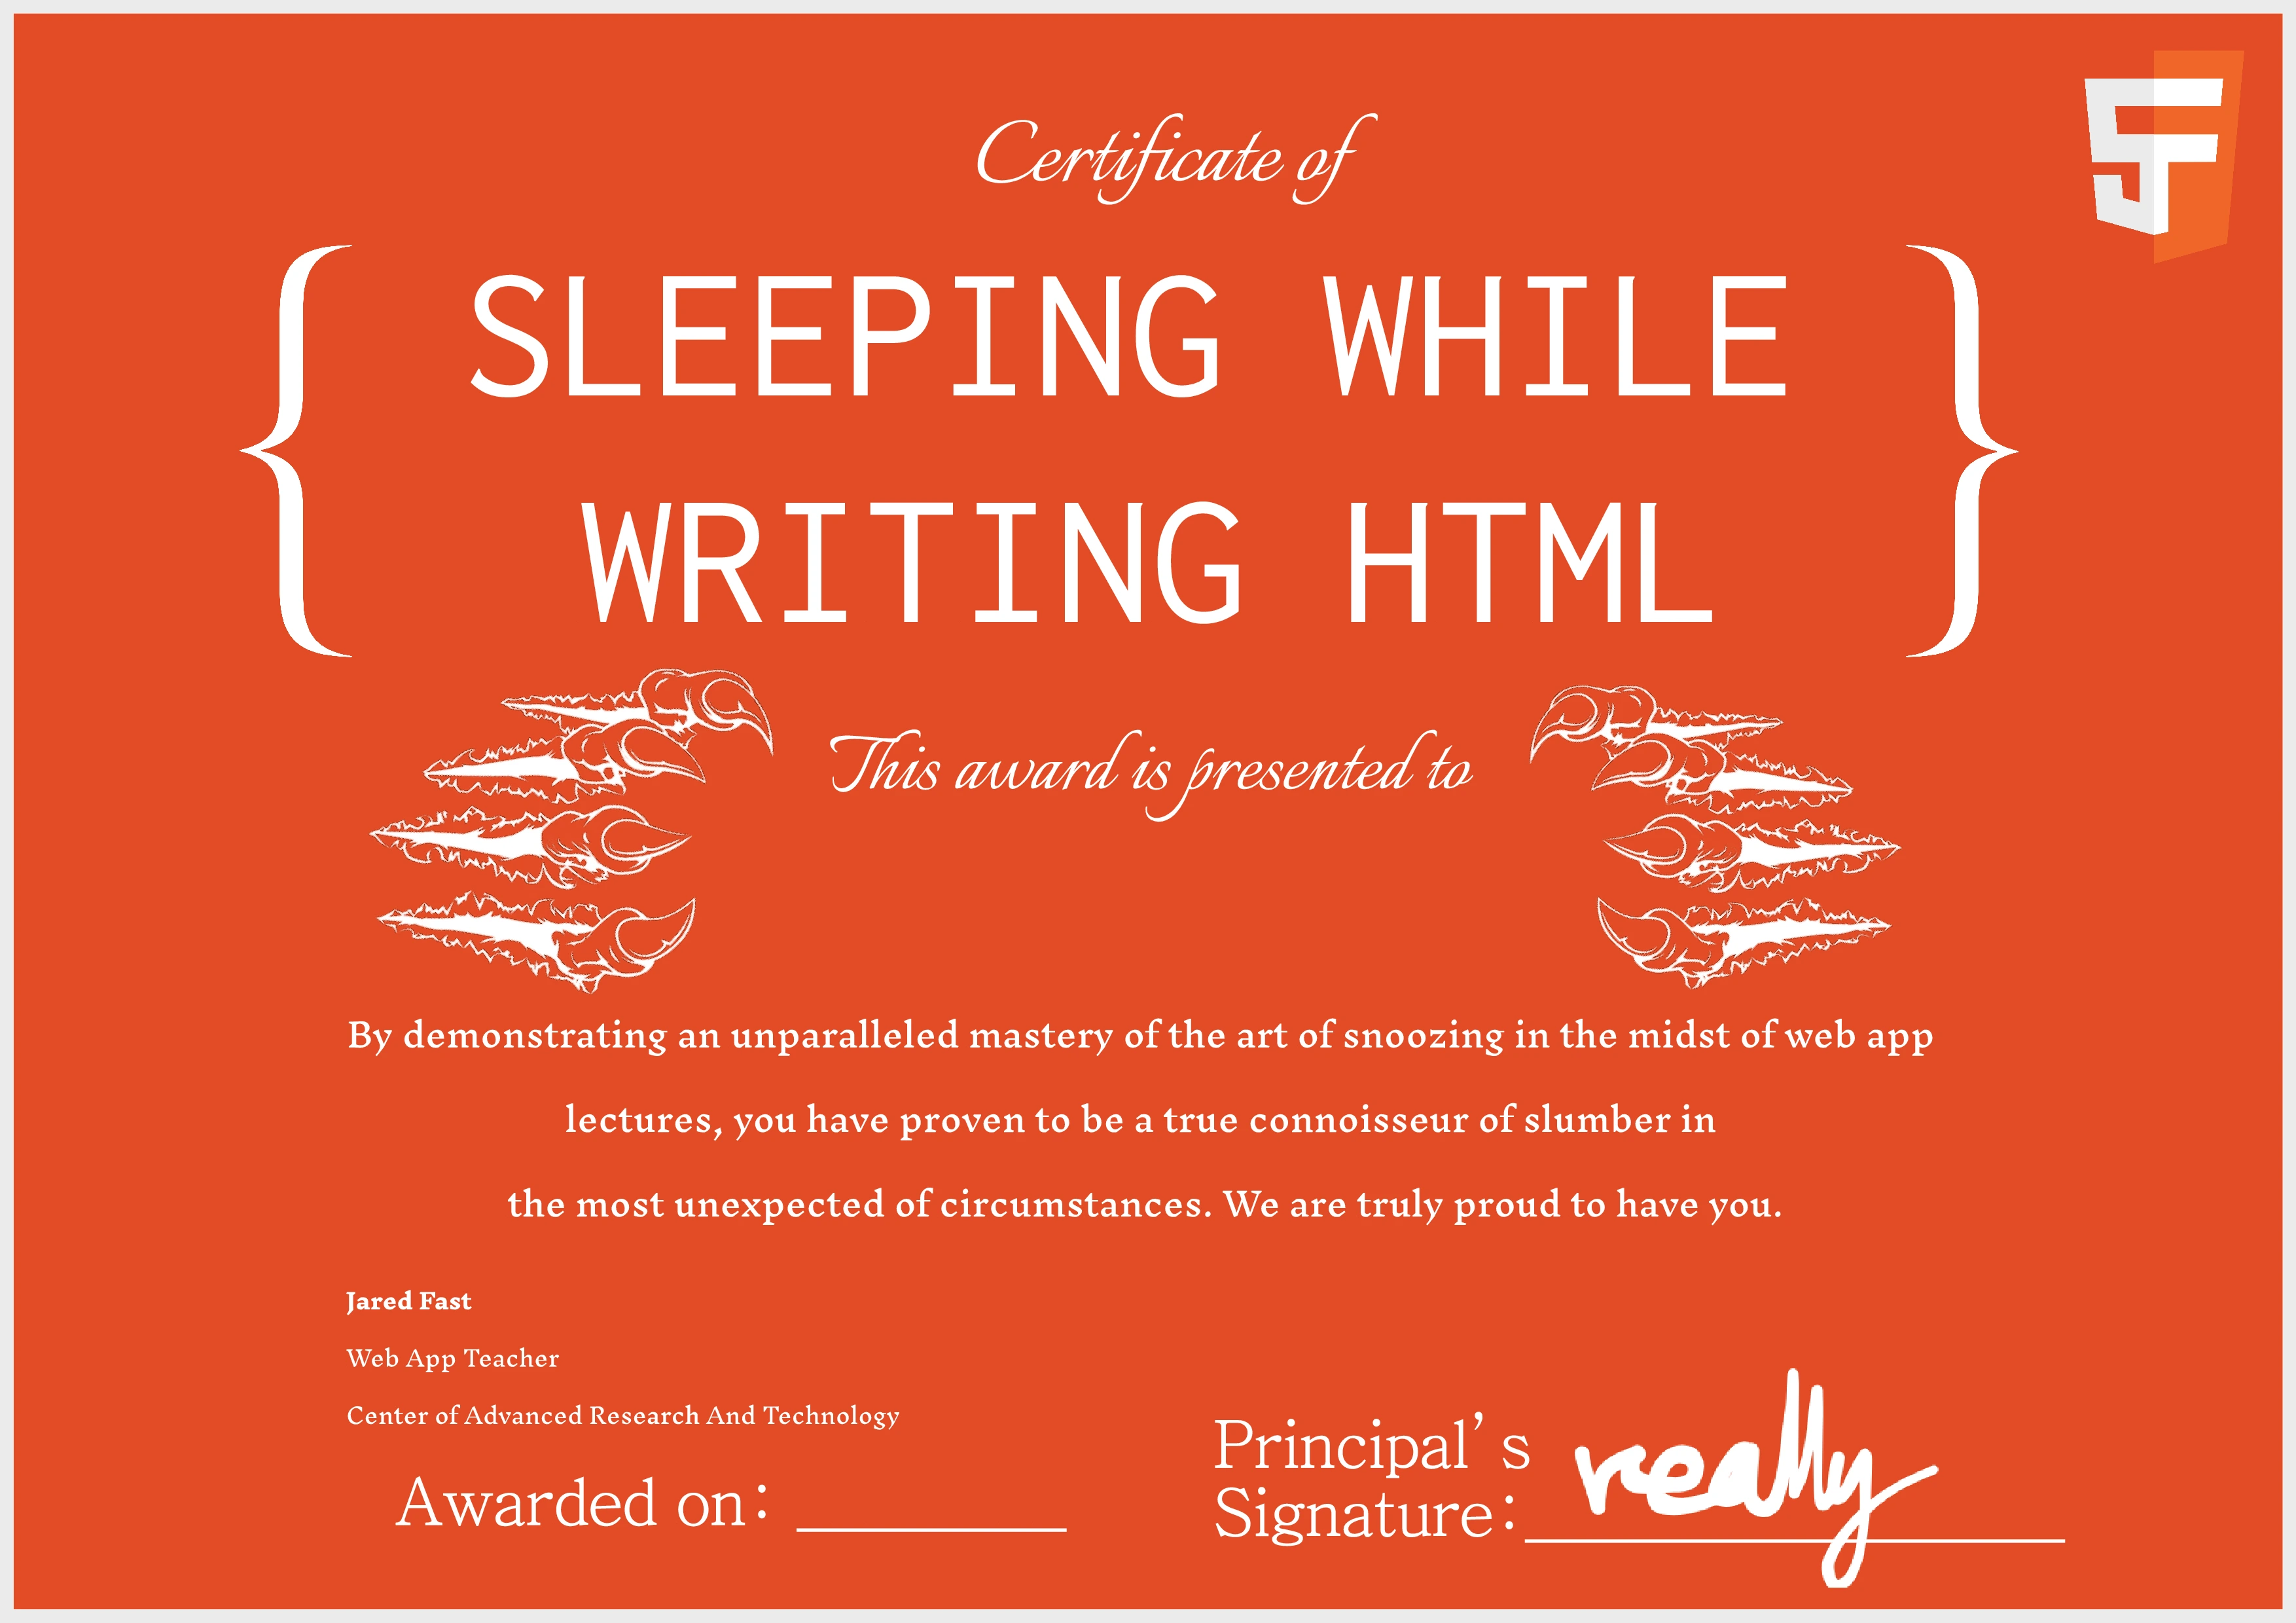 Certificate of
{ SLEEPING WHILE
WRITING HTML }
This award is presented to
By demonstrating an unparalleled mastery of the art of snoozing in the midst of web app
lectures, you have proven to be a true connoisseur of slumber in
the most unexpected of circumstances. We are truly proud to have you.
Jared Fast
Web App Teacher
Center of Advanced Research And Technology
Awarded on:
Principal's
Signature: really